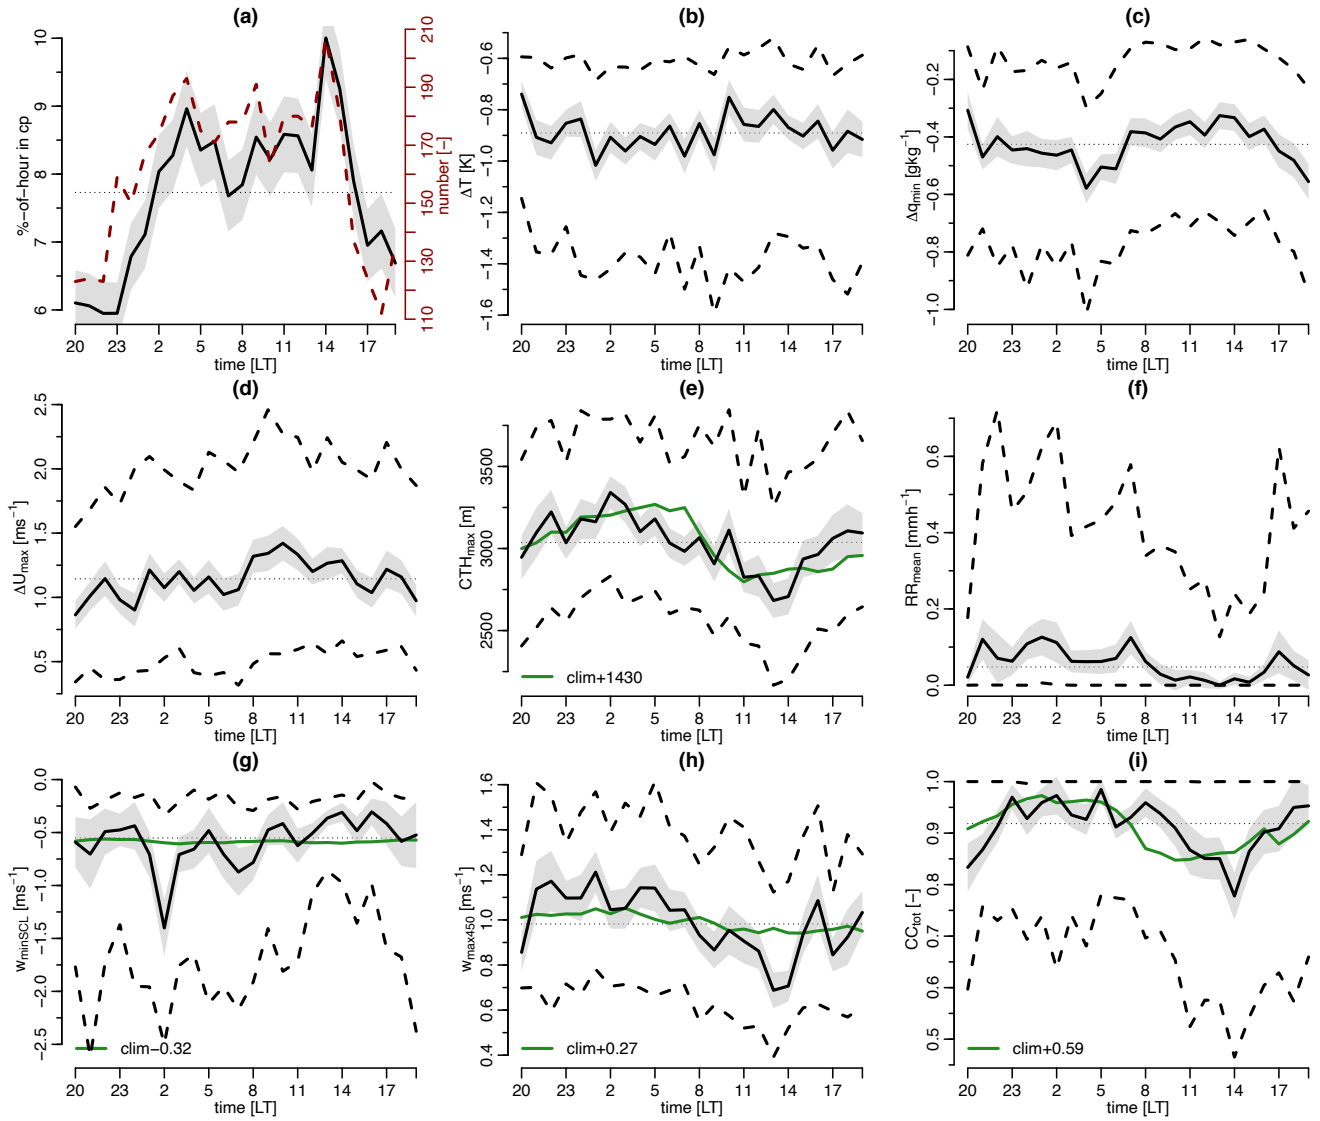 (a)
%−of−hour in cp
10
9
8
7
6
210
190
170
150
130
110
number [−]
20 23 2 5 8 11 14 17
time [LT]
(b)
ΔT [K]
−0.6
−0.8
−1.0
−1.2
−1.4
−1.6
20 23 2 5 8 11 14 17
time [LT]
(c)
Δqmin [gkg−1]
−0.2
−0.4
−0.6
−0.8
−1.0
20 23 2 5 8 11 14 17
time [LT]
(d)
ΔUmax [ms−1]
2.5
2.0
1.5
1.0
0.5
20 23 2 5 8 11 14 17
time [LT]
(e)
CTHmax [m]
3500
3000
2500
clim+1430
20 23 2 5 8 11 14 17
time [LT]
(f)
RRmean [mmh−1]
0.6
0.4
0.2
0.0
20 23 2 5 8 11 14 17
time [LT]
(g)
wminSCL [ms−1]
0.0
−0.5
−1.0
−1.5
−2.0
−2.5
clim−0.32
20 23 2 5 8 11 14 17
time [LT]
(h)
wmax450 [ms−1]
1.6
1.4
1.2
1.0
0.8
0.6
0.4
clim+0.27
20 23 2 5 8 11 14 17
time [LT]
(i)
CCtot [−]
1.0
0.9
0.8
0.7
0.6
0.5
clim+0.59
20 23 2 5 8 11 14 17
time [LT]